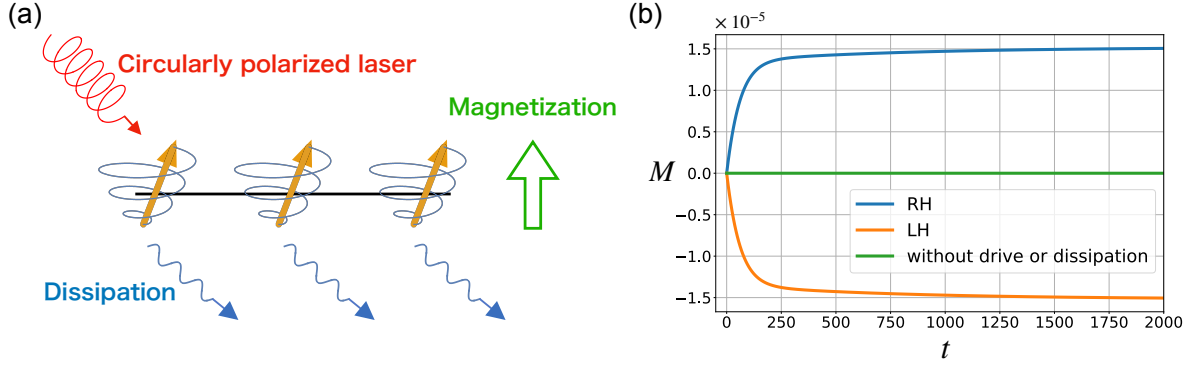 (a)
Circularly polarized laser
Magnetization
Dissipation
(b)
× 10⁻⁵
1.5
1.0
0.5
0.0
−0.5
−1.0
−1.5
M
RH
LH
without drive or dissipation
0 250 500 750 1000 1250 1500 1750 2000
t